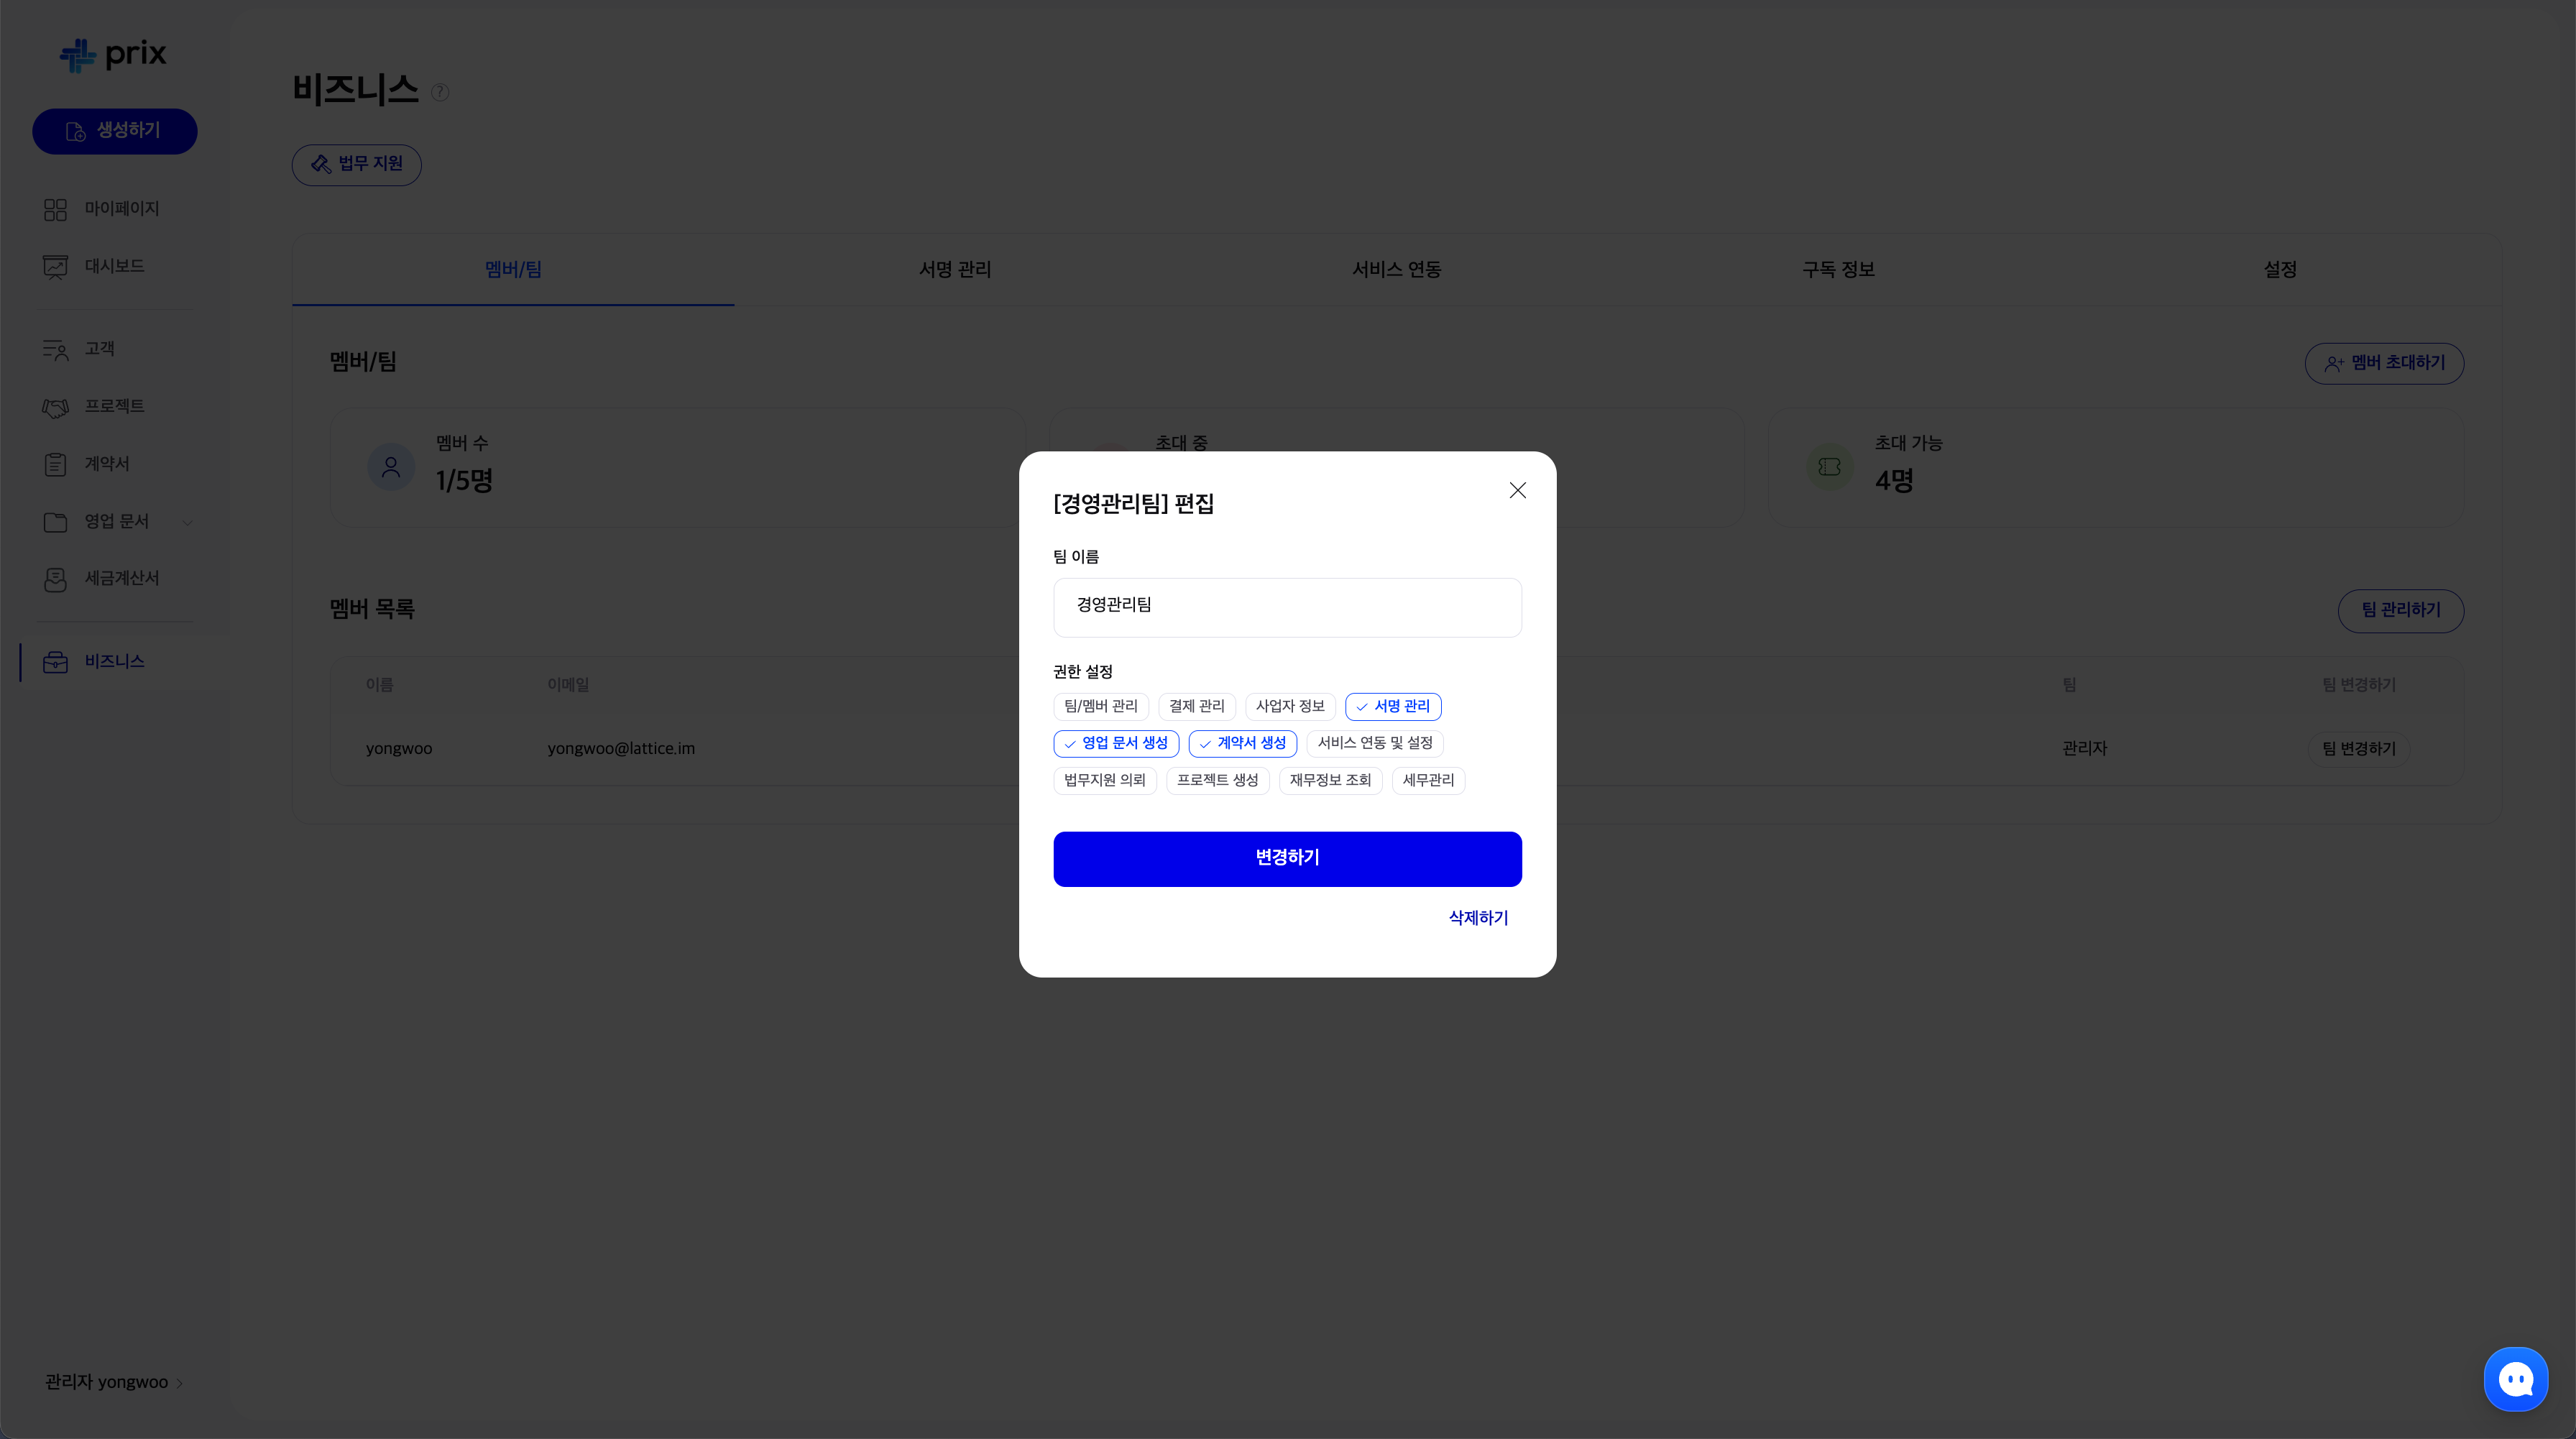 prix
생성하기
마이페이지
대시보드
고객
프로젝트
계약서
영업 문서
세금계산서
비즈니스
관리자 yongwoo
비즈니스 ?
법무 지원
멤버/팀 서명 관리 서비스 연동 구독 정보 설정
멤버/팀 멤버 초대하기
멤버 수 초대 중 초대 가능
1/5명 4명
멤버 목록 팀 관리하기
이름 이메일 팀 팀 변경하기
yongwoo yongwoo@lattice.im 관리자 팀 변경하기
[경영관리팀] 편집
팀 이름
경영관리팀
권한 설정
팀/멤버 관리 결제 관리 사업자 정보 서명 관리
영업 문서 생성 계약서 생성 서비스 연동 및 설정
법무지원 의뢰 프로젝트 생성 재무정보 조회 세무관리
변경하기
삭제하기